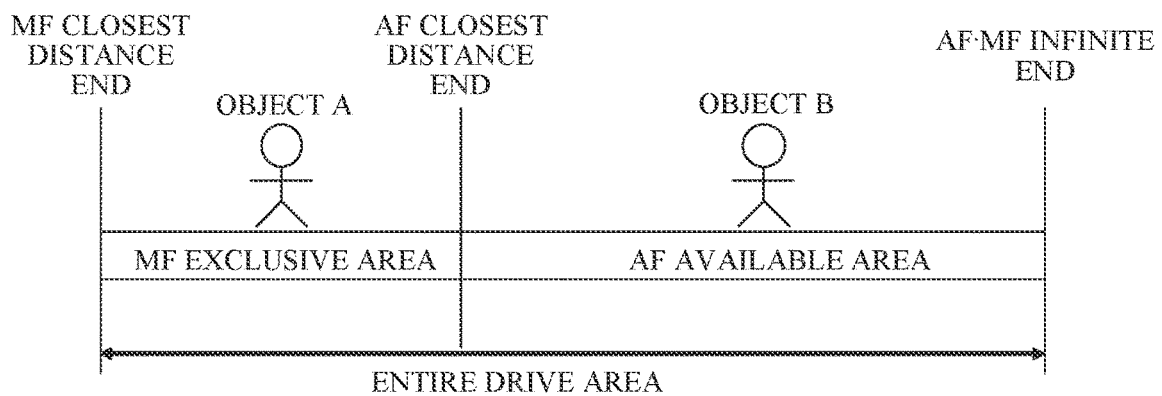 MF CLOSEST
DISTANCE
END
AF CLOSEST
DISTANCE
END
AF·MF INFINITE
END
OBJECT A
OBJECT B
MF EXCLUSIVE AREA
AF AVAILABLE AREA
ENTIRE DRIVE AREA